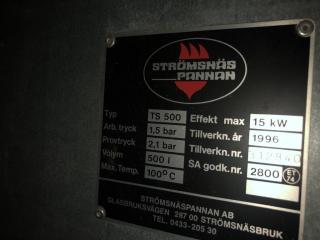 STRÖMSNÄS
PANNAN
Typ TS 500 Effekt max 15 kW
Arb. tryck 1,5 bar Tillverkn. år 1996
Provtryck 2,1 bar Tillverkn. nr.
Volym 500 l SA godk. nr. 2800
Max. Temp. 100°C
STRÖMSNÄSPANNAN AB
GLASBRUKSVÄGEN 287 00 STRÖMSNÄSBRUK
TEL. 0433-205 30